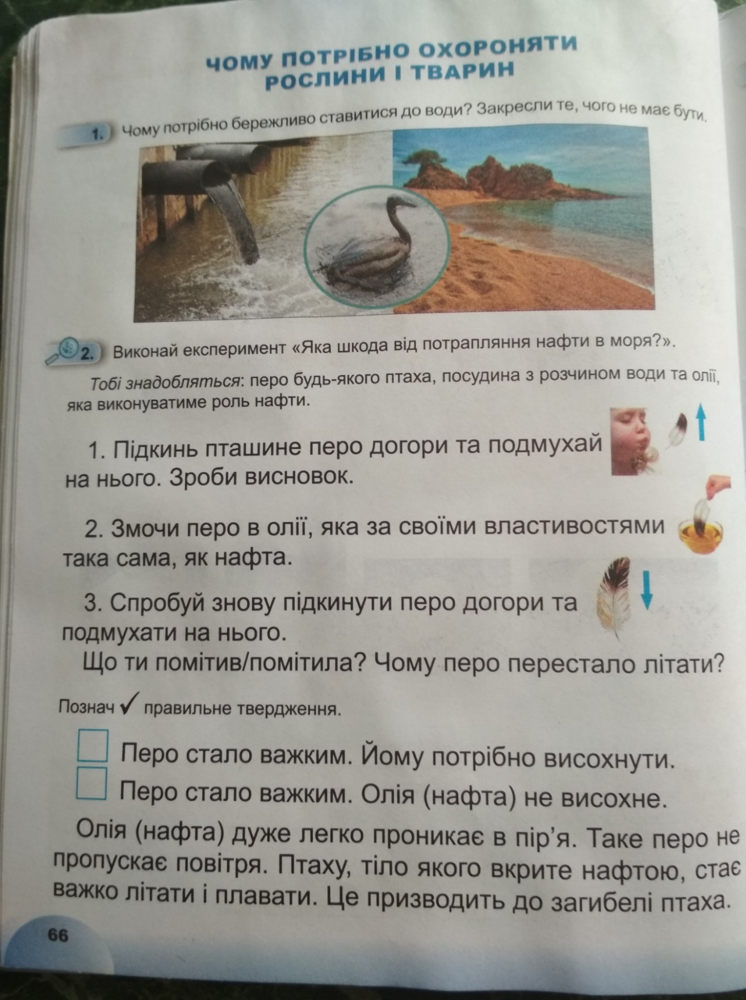 ЧОМУ ПОТРІБНО ОХОРОНЯТИ
РОСЛИНИ І ТВАРИН
1. Чому потрібно бережливо ставитися до води? Закресли те, чого не має бути.
2. Виконай експеримент «Яка шкода від потрапляння нафти в моря?».
Тобі знадобляться: перо будь-якого птаха, посудина з розчином води та олії,
яка виконуватиме роль нафти.
1. Підкинь пташине перо догори та подмухай
на нього. Зроби висновок.
2. Змочи перо в олії, яка за своїми властивостями
така сама, як нафта.
3. Спробуй знову підкинути перо догори та
подмухати на нього.
Що ти помітив/помітила? Чому перо перестало літати?
Познач ✓ правильне твердження.
Перо стало важким. Йому потрібно висохнути.
Перо стало важким. Олія (нафта) не висохне.
Олія (нафта) дуже легко проникає в пір’я. Таке перо не
пропускає повітря. Птаху, тіло якого вкрите нафтою, стає
важко літати і плавати. Це призводить до загибелі птаха.
66